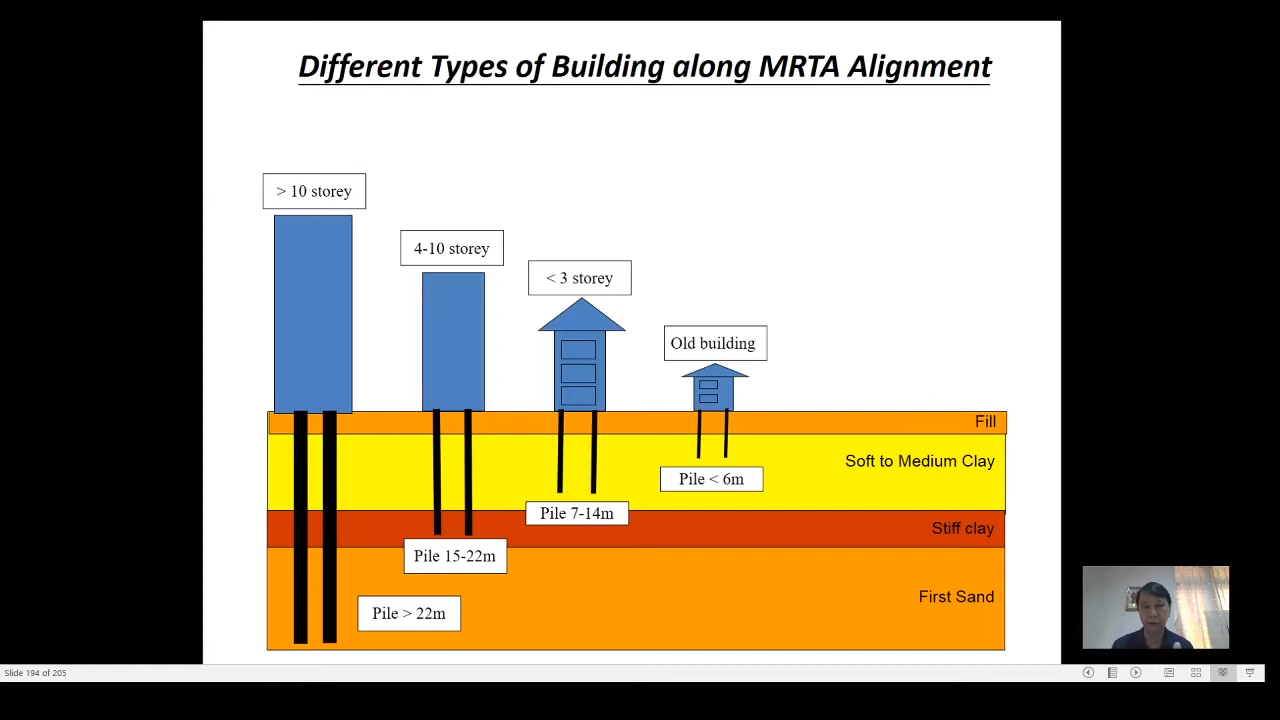 Different Types of Building along MRTA Alignment
> 10 storey
4-10 storey
< 3 storey
Old building
Fill
Soft to Medium Clay
Pile < 6m
Pile 7-14m
Stiff clay
Pile 15-22m
First Sand
Pile > 22m
Slide 194 of 205